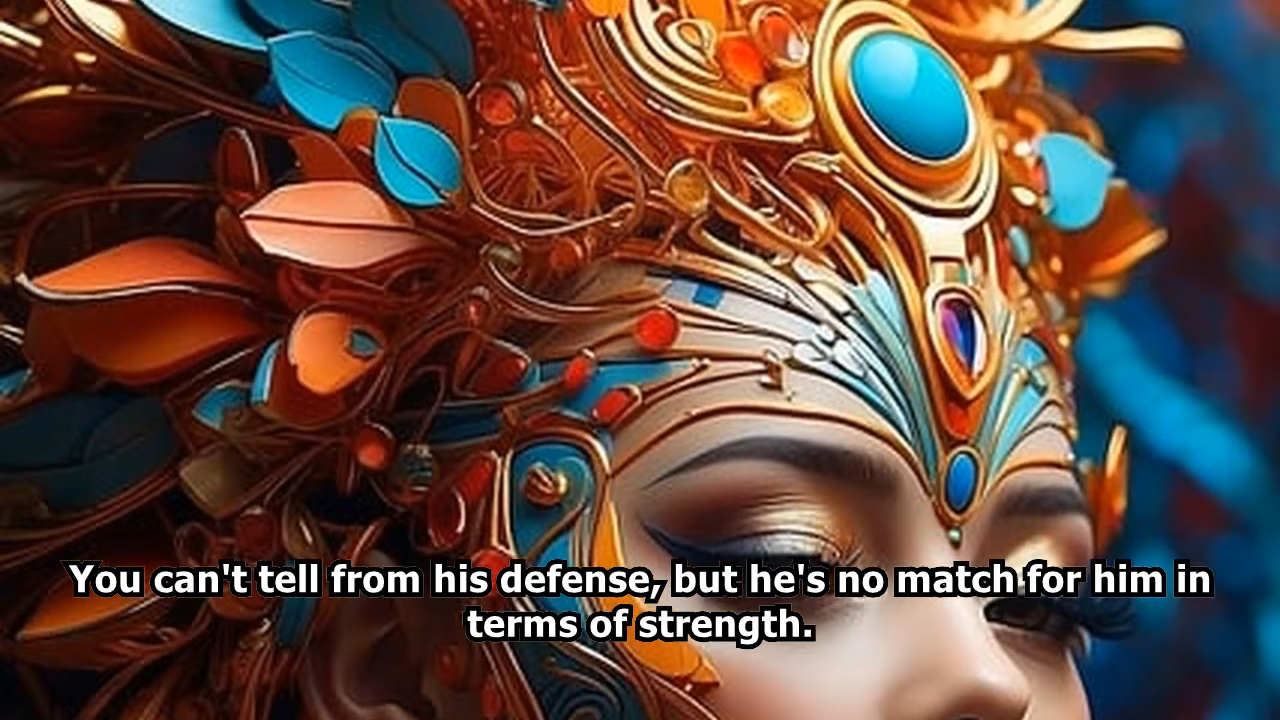 You can't tell from his defense, but he's no match for him in
terms of strength.